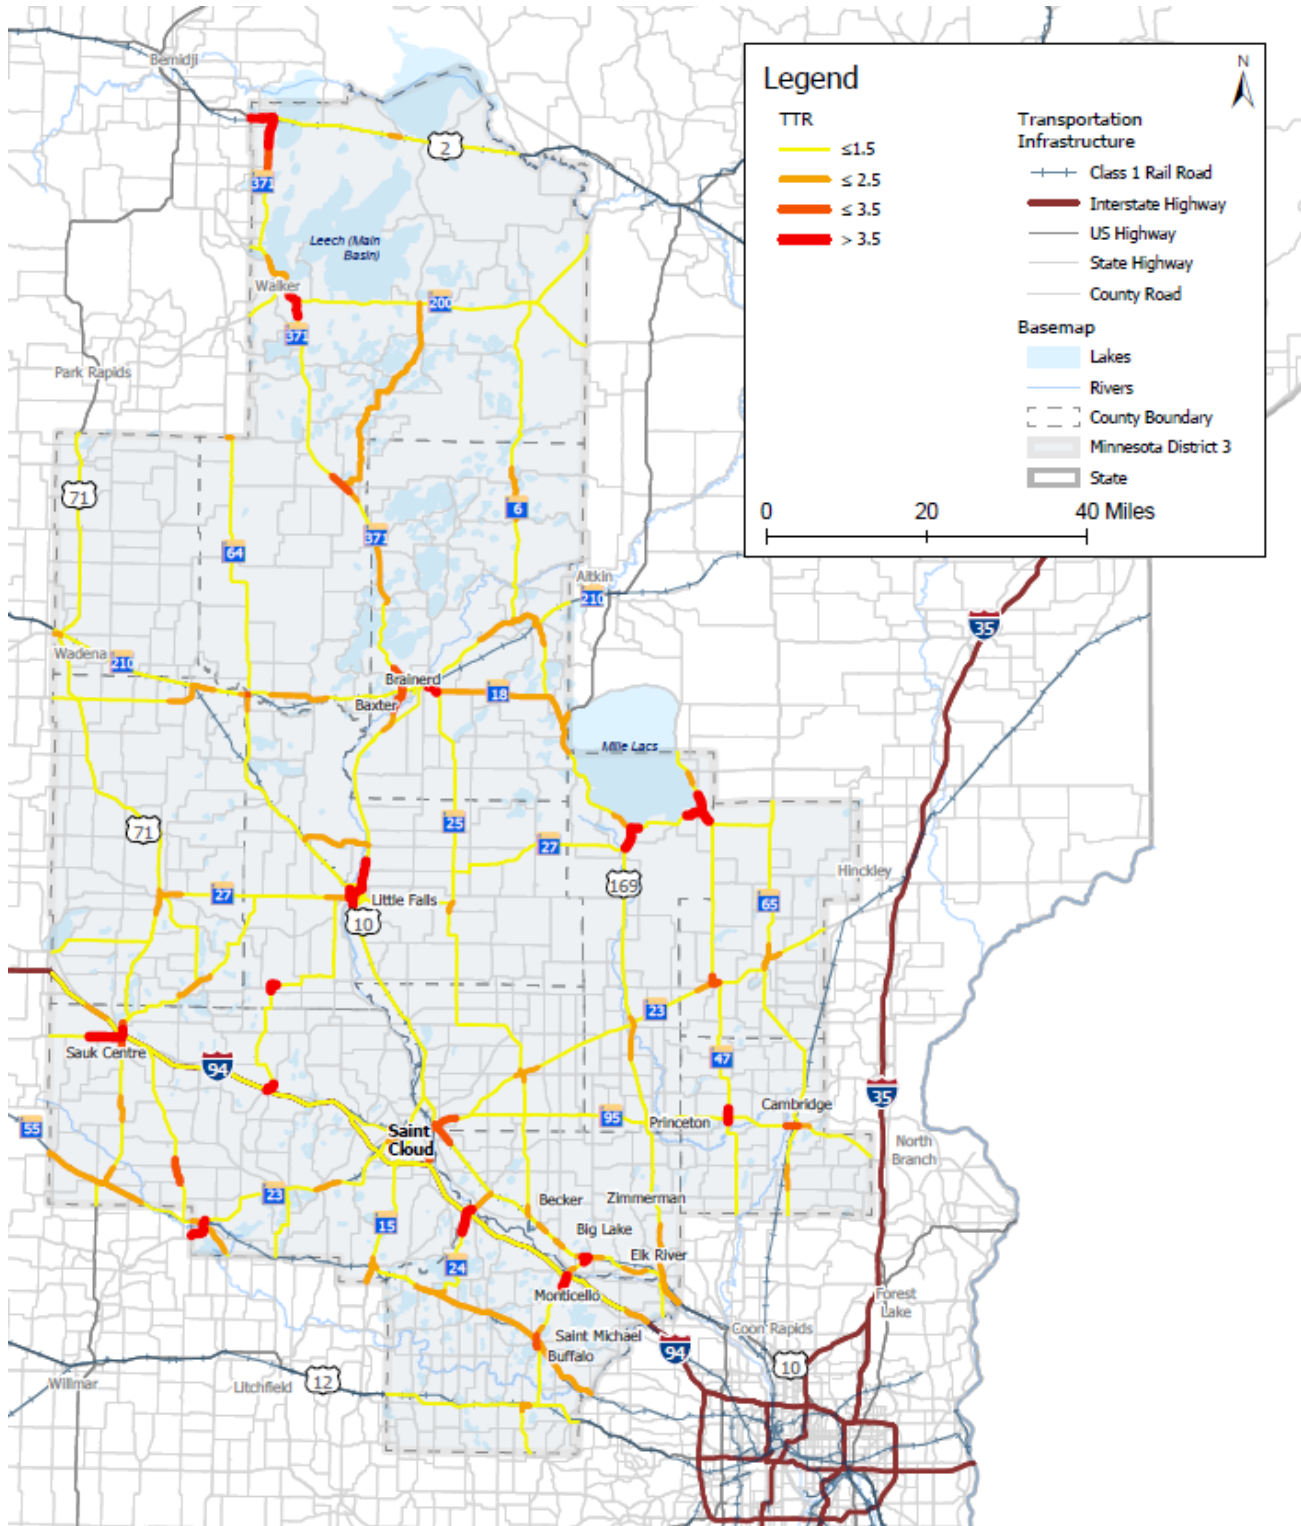 Bemidji
N
Legend
TTR
≤1.5
≤ 2.5
≤ 3.5
> 3.5
Transportation
Infrastructure
Class 1 Rail Road
Interstate Highway
US Highway
State Highway
County Road
Basemap
Lakes
Rivers
County Boundary
Minnesota District 3
State
0 20 40 Miles
2
371
Leech (Main
Basin)
Walker
200
371
Park Rapids
71
6
371
64
Aitkin
210
35
Wadena
210
Brainerd
18
Baxter
Mille Lacs
71
25
27
Hinckley
169
27
Little Falls
65
10
23
Sauk Centre
94
47
35
55
95
Princeton
Cambridge
Saint
Cloud
North
Branch
23
Becker
Zimmerman
15
Big Lake
24
Elk River
Monticello
Forest
Lake
Saint Michael
Coon Rapids
94
Buffalo
10
12
Willmar
Litchfield